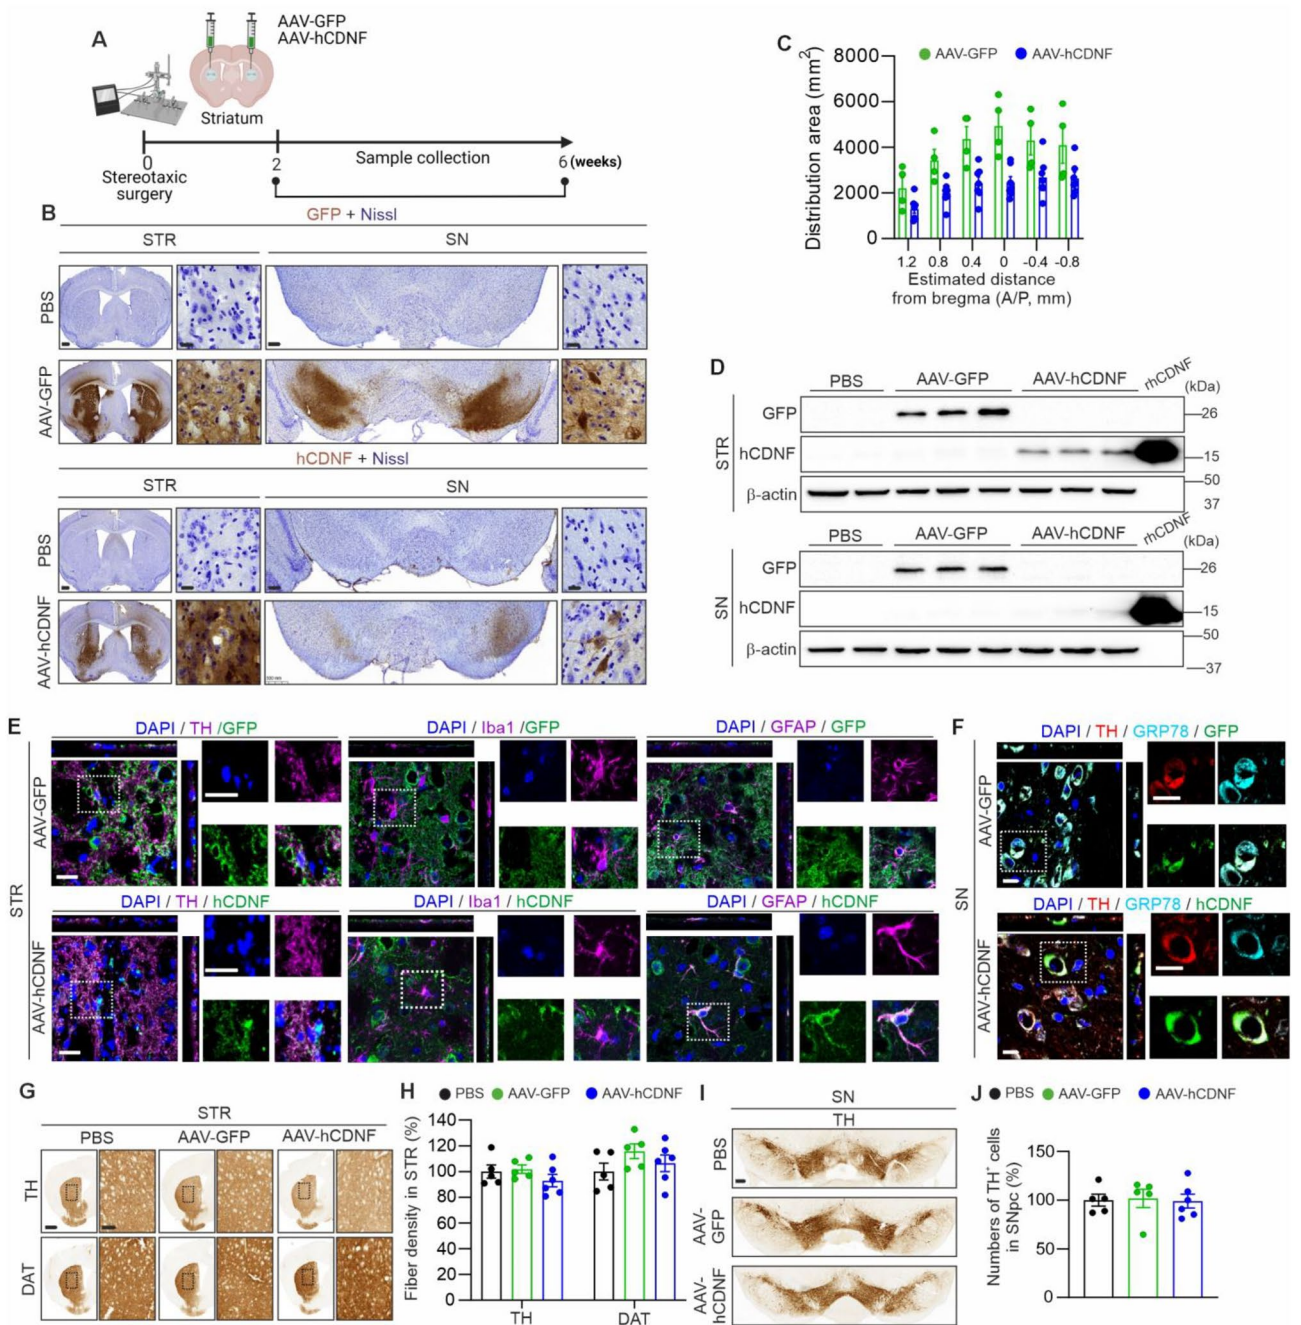 A
AAV-GFP
AAV-hCDNF
Striatum
0
2
Sample collection
6 (weeks)
Stereotaxic
surgery
B
GFP + Nissl
STR
SN
PBS
AAV-GFP
hCDNF + Nissl
STR
SN
PBS
AAV-hCDNF
C
AAV-GFP
AAV-hCDNF
Distribution area (mm²)
8000
6000
4000
2000
0
1.2 0.8 0.4 0 -0.4 -0.8
Estimated distance
from bregma (A/P, mm)
D
PBS AAV-GFP AAV-hCDNF rhCDNF (kDa)
STR
GFP 26
hCDNF 15
50
β-actin
37
PBS AAV-GFP AAV-hCDNF rhCDNF (kDa)
SN
GFP 26
hCDNF 15
50
β-actin
37
E
DAPI / TH /GFP
DAPI / Iba1 /GFP
DAPI / GFAP / GFP
STR
AAV-GFP
DAPI / TH / hCDNF
DAPI / Iba1 / hCDNF
DAPI / GFAP / hCDNF
AAV-hCDNF
F
DAPI / TH / GRP78 / GFP
SN
AAV-GFP
DAPI / TH / GRP78 / hCDNF
AAV-hCDNF
G
STR
PBS AAV-GFP AAV-hCDNF
TH
DAT
H
PBS AAV-GFP AAV-hCDNF
Fiber density in STR (%)
140
120
100
80
60
40
20
0
TH DAT
I
SN
TH
PBS
AAV-
GFP
AAV-
hCDNF
J
PBS AAV-GFP AAV-hCDNF
Numbers of TH⁺ cells
in SNpc (%)
150
100
50
0